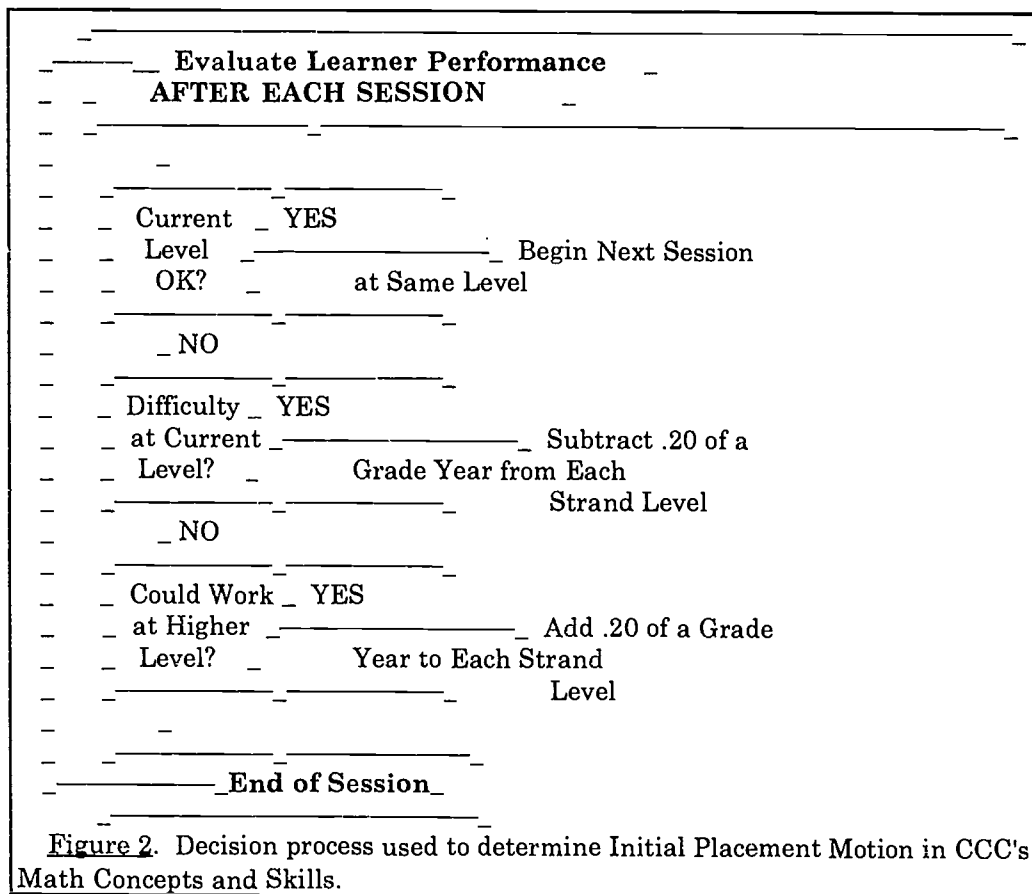 Evaluate Learner Performance
AFTER EACH SESSION
Current YES
Level Begin Next Session
OK? at Same Level
NO
Difficulty YES
at Current Subtract .20 of a
Level? Grade Year from Each
Strand Level
NO
Could Work YES
at Higher Add .20 of a Grade
Level? Year to Each Strand
Level
End of Session
Figure 2. Decision process used to determine Initial Placement Motion in CCC's
Math Concepts and Skills.